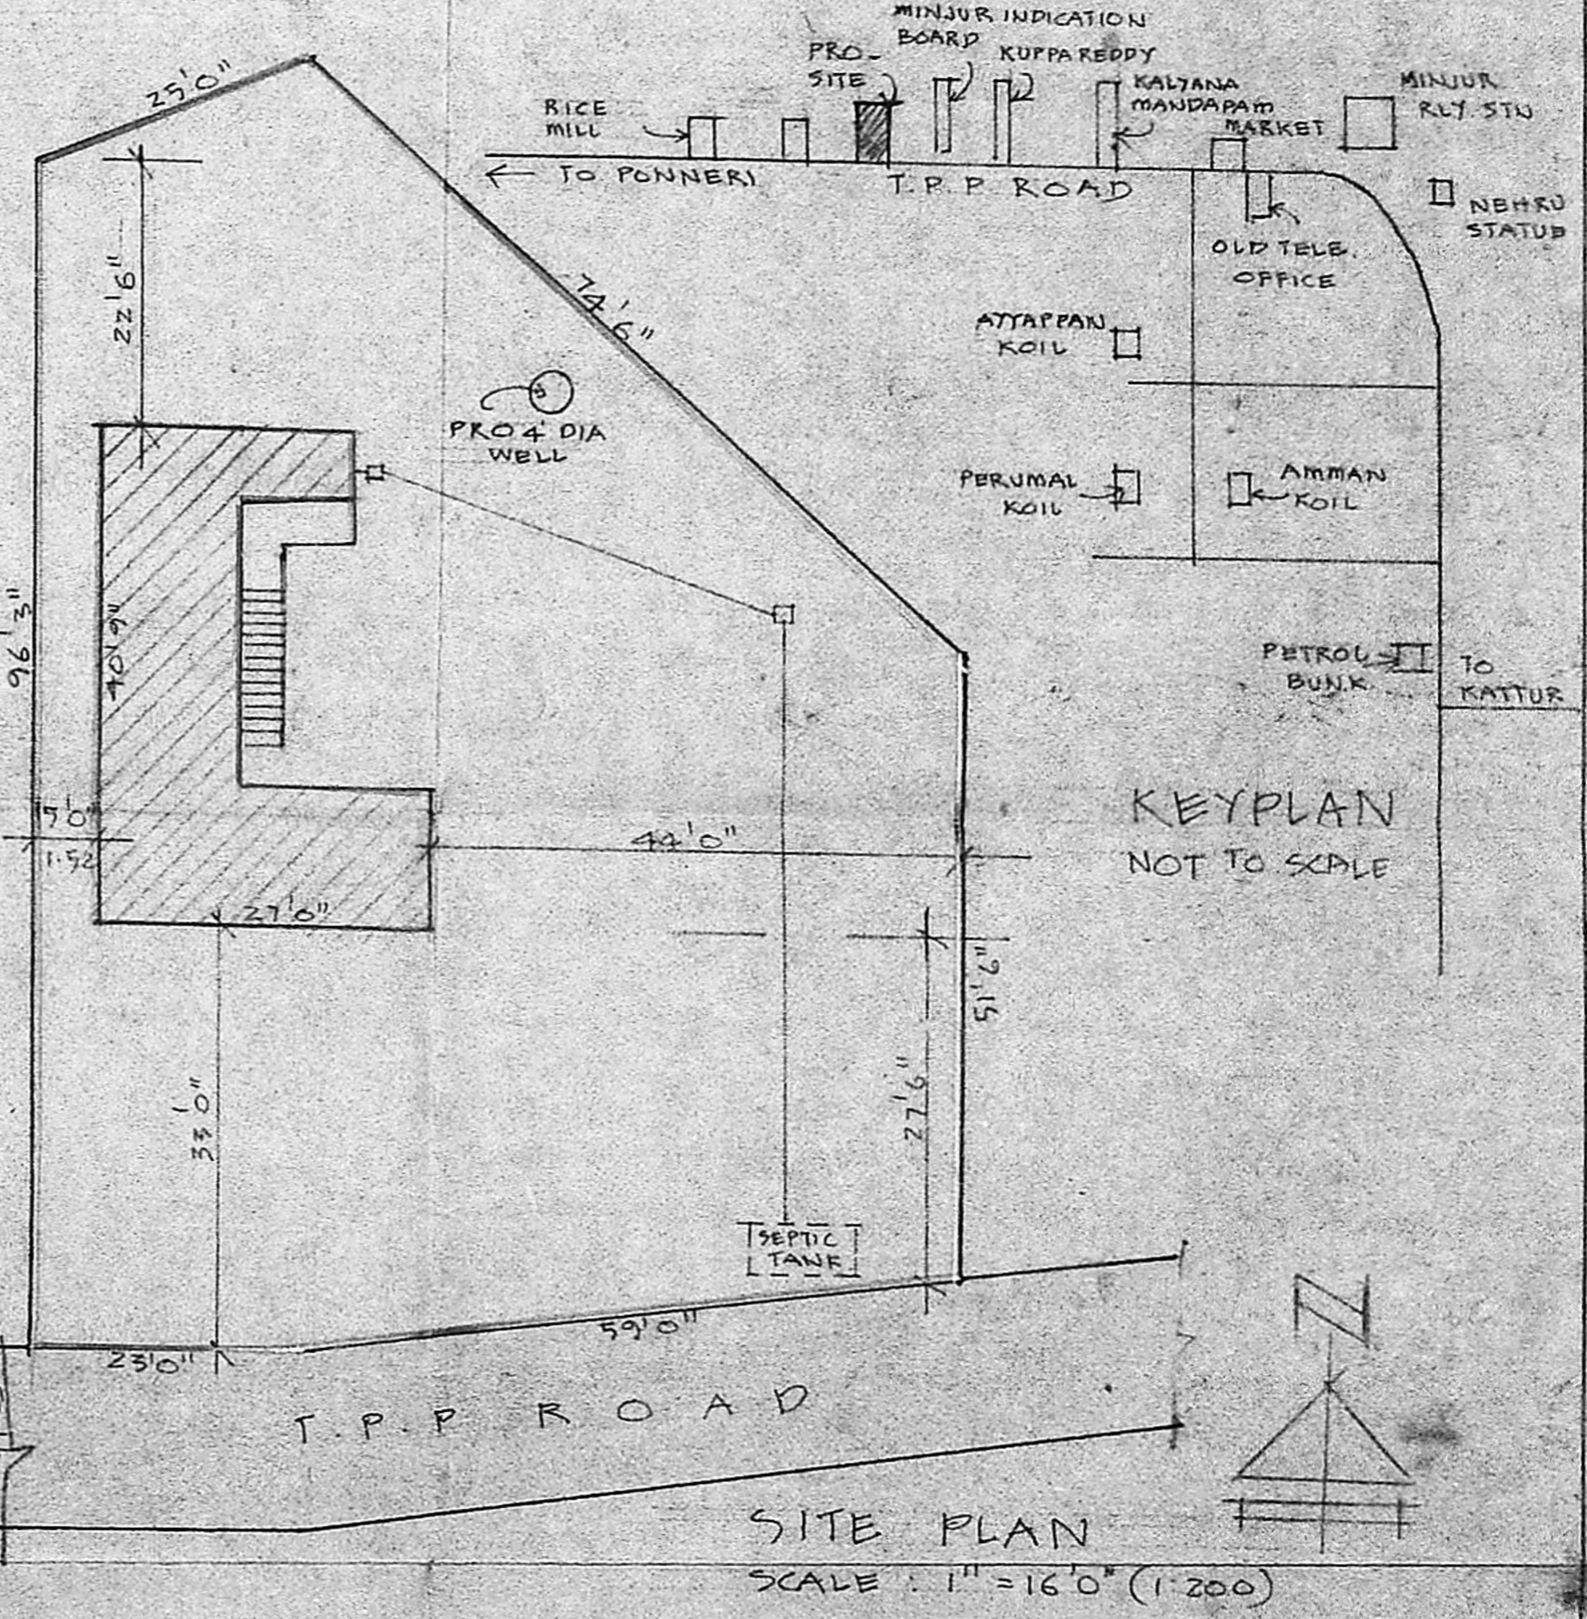 MINJUR INDICATION
BOARD
KUPPA REDDY
PRO-
SITE
KALYANA
MANDAPAM
MARKET
MINJUR
RLY. STN
RICE
MILL
← TO PONNERI
T.P.P. ROAD
NEHRU
STATUE
OLD TELE.
OFFICE
AYYAPPAN
KOIL
PERUMAL
KOIL
AMMAN
KOIL
PETROL
BUNK
TO
KATTUR
KEYPLAN
NOT TO SCALE
25'0"
22'6"
74'6"
PRO 4' DIA
WELL
96'3"
40'9"
5'0"
1.52
44'0"
27'0"
51'9"
33'0"
27'6"
SEPTIC
TANK
59'0"
23'0"
T.P.P ROAD
N
SITE PLAN
SCALE : 1" = 16'0" (1:200)